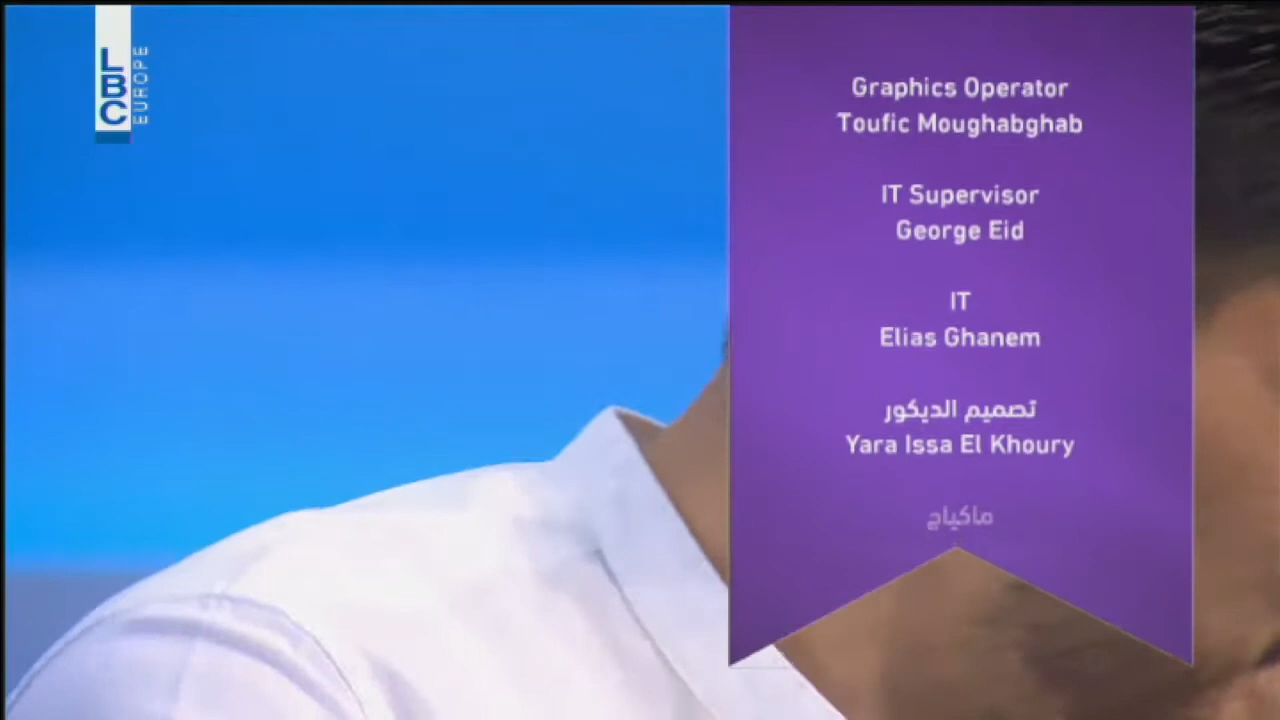 LBC
EUROPE
Graphics Operator
Toufic Moughabghab
IT Supervisor
George Eid
IT
Elias Ghanem
تصميم الديكور
Yara Issa El Khoury
ماكياج